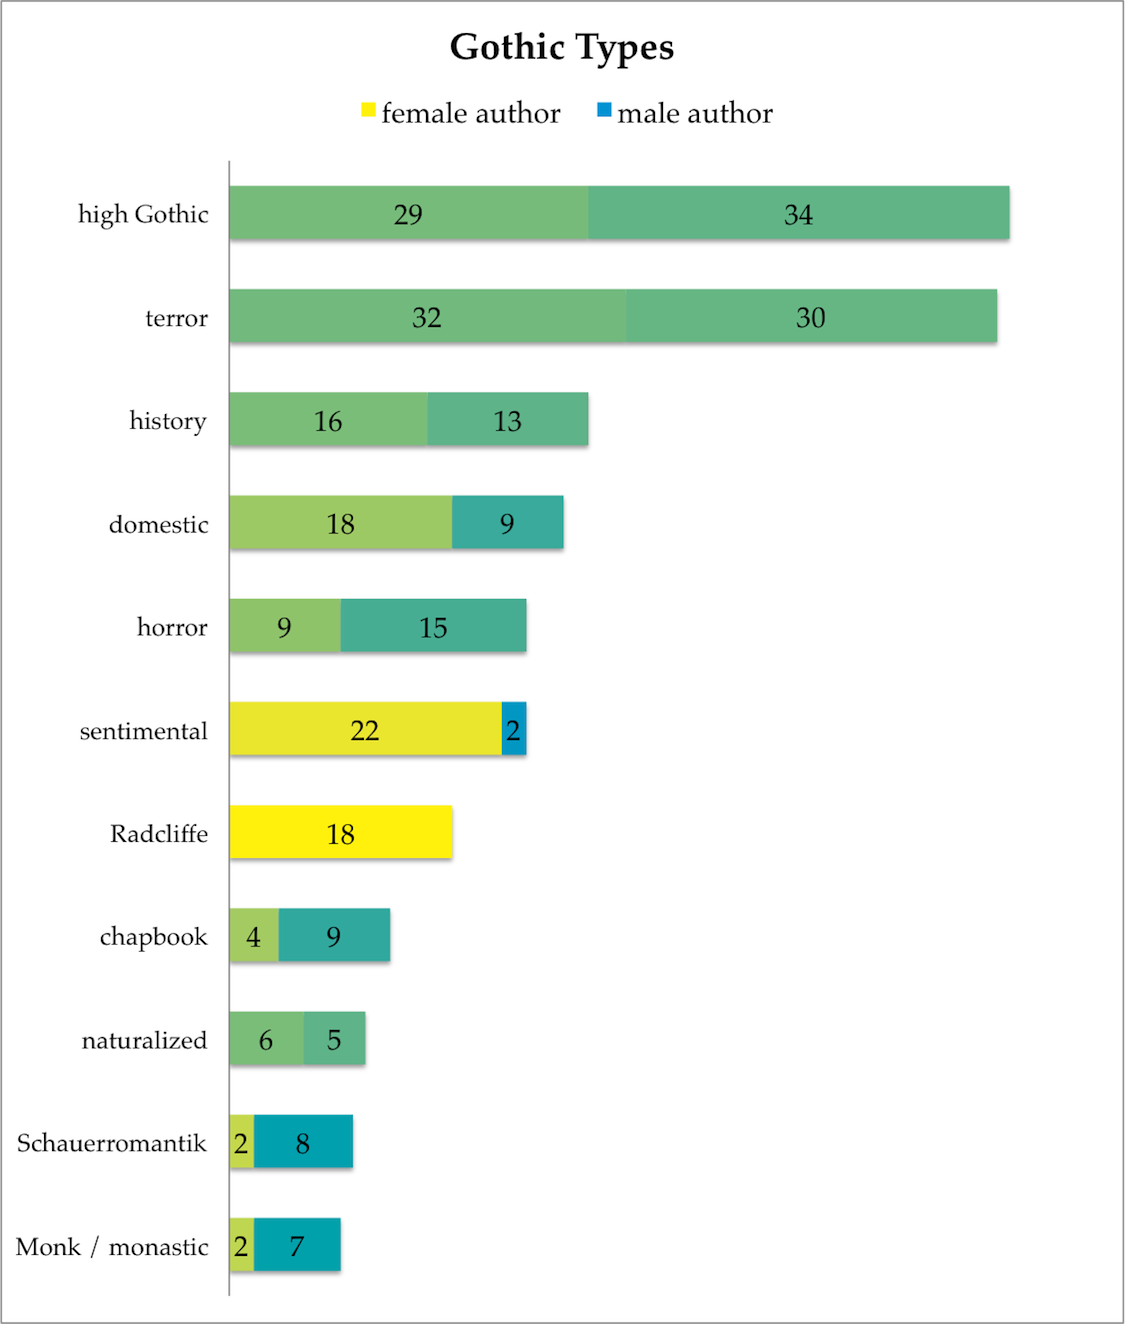 Gothic Types
female author male author
high Gothic 29 34
terror 32 30
history 16 13
domestic 18 9
horror 9 15
sentimental 22 2
Radcliffe 18
chapbook 4 9
naturalized 6 5
Schauerromantik 2 8
Monk / monastic 2 7